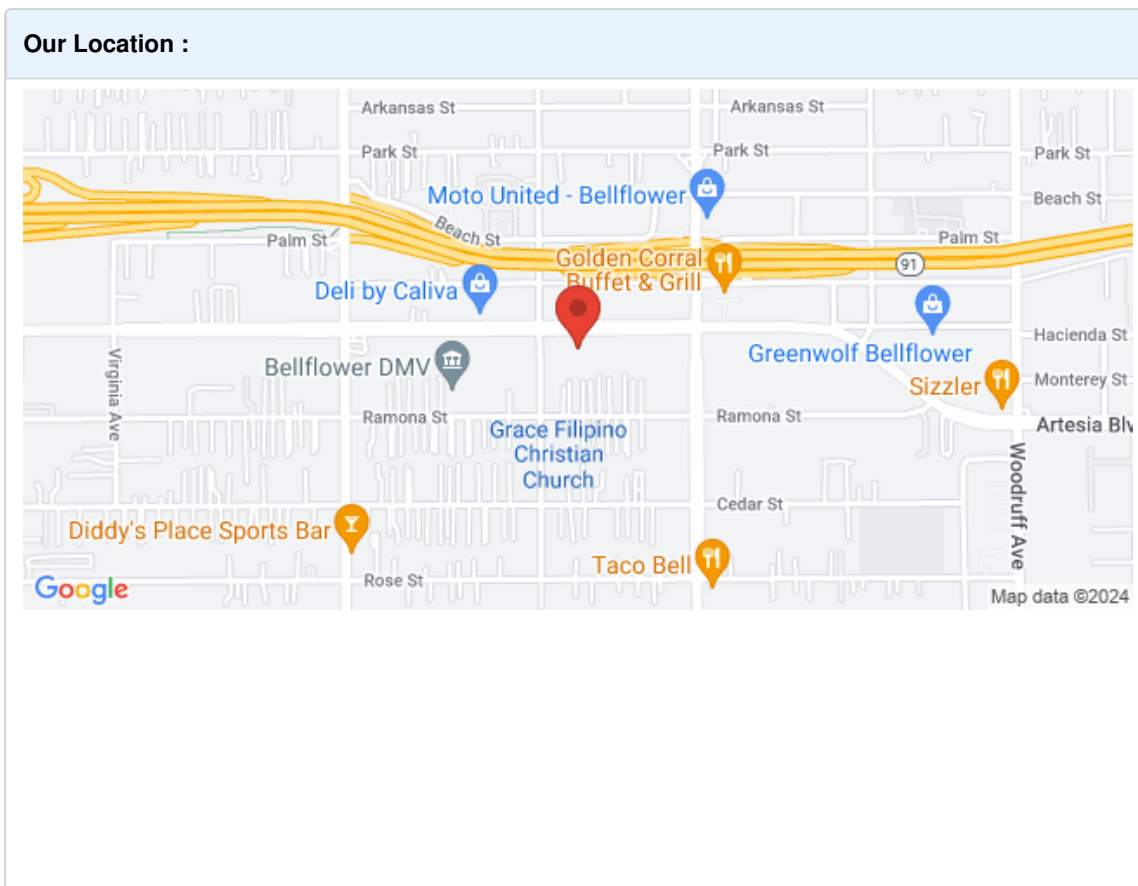 Our Location :
Arkansas St
Arkansas St
Park St
Park St
Park St
Moto United - Bellflower
Beach St
Beach St
Palm St
Palm St
Golden Corral
Buffet & Grill
91
Deli by Caliva
Hacienda St
Greenwolf Bellflower
Virginia Ave
Bellflower DMV
Sizzler
Monterey St
Ramona St
Ramona St
Artesia Blv
Grace Filipino
Christian
Church
Woodruff Ave
Cedar St
Diddy's Place Sports Bar
Taco Bell
Rose St
Google
Map data ©2024